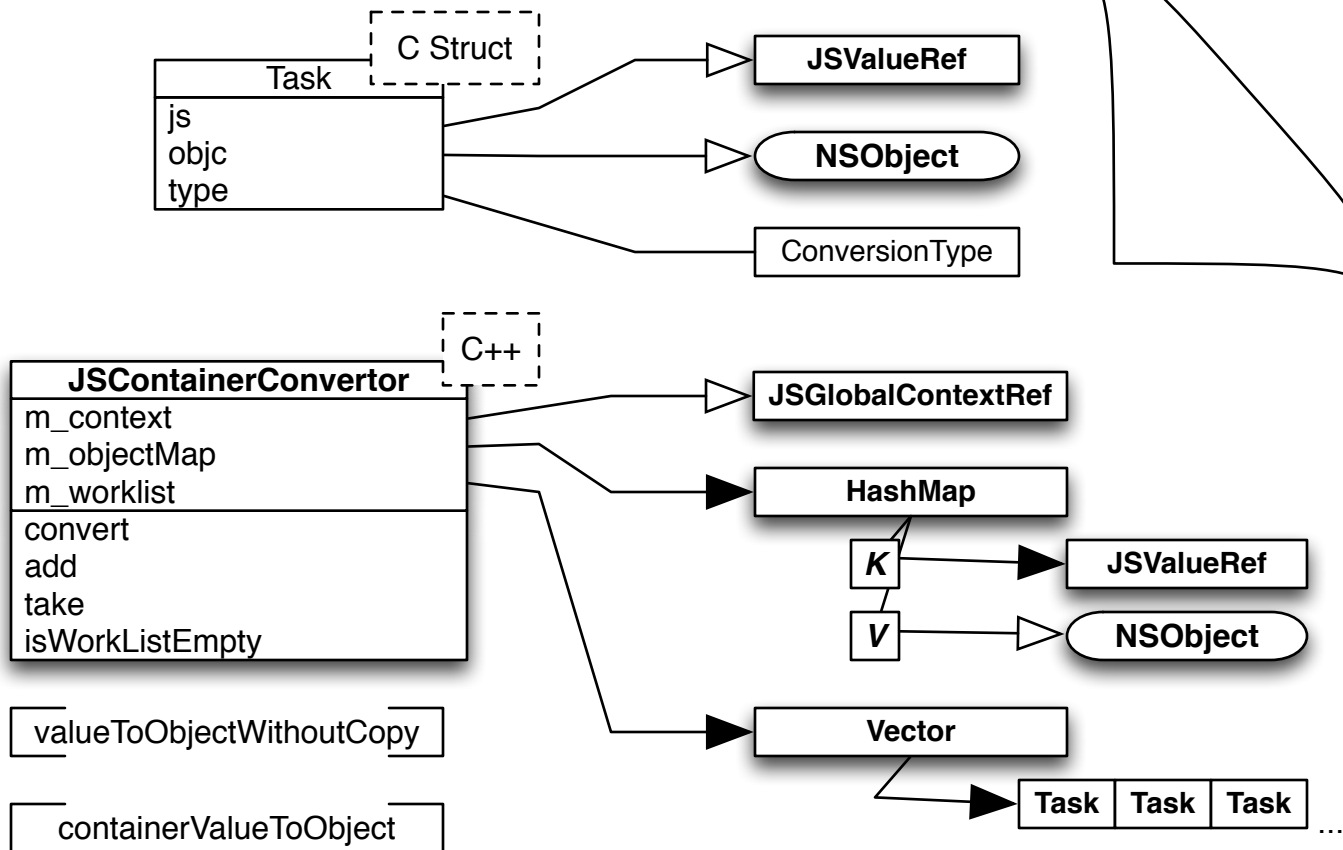 C Struct
Task
js
objc
type
JSValueRef
NSObject
ConversionType
C++
JSContainerConvertor
m_context
m_objectMap
m_worklist
convert
add
take
isWorkListEmpty
JSGlobalContextRef
HashMap
K
JSValueRef
V
NSObject
valueToObjectWithoutCopy
Vector
Task Task Task ...
containerValueToObject